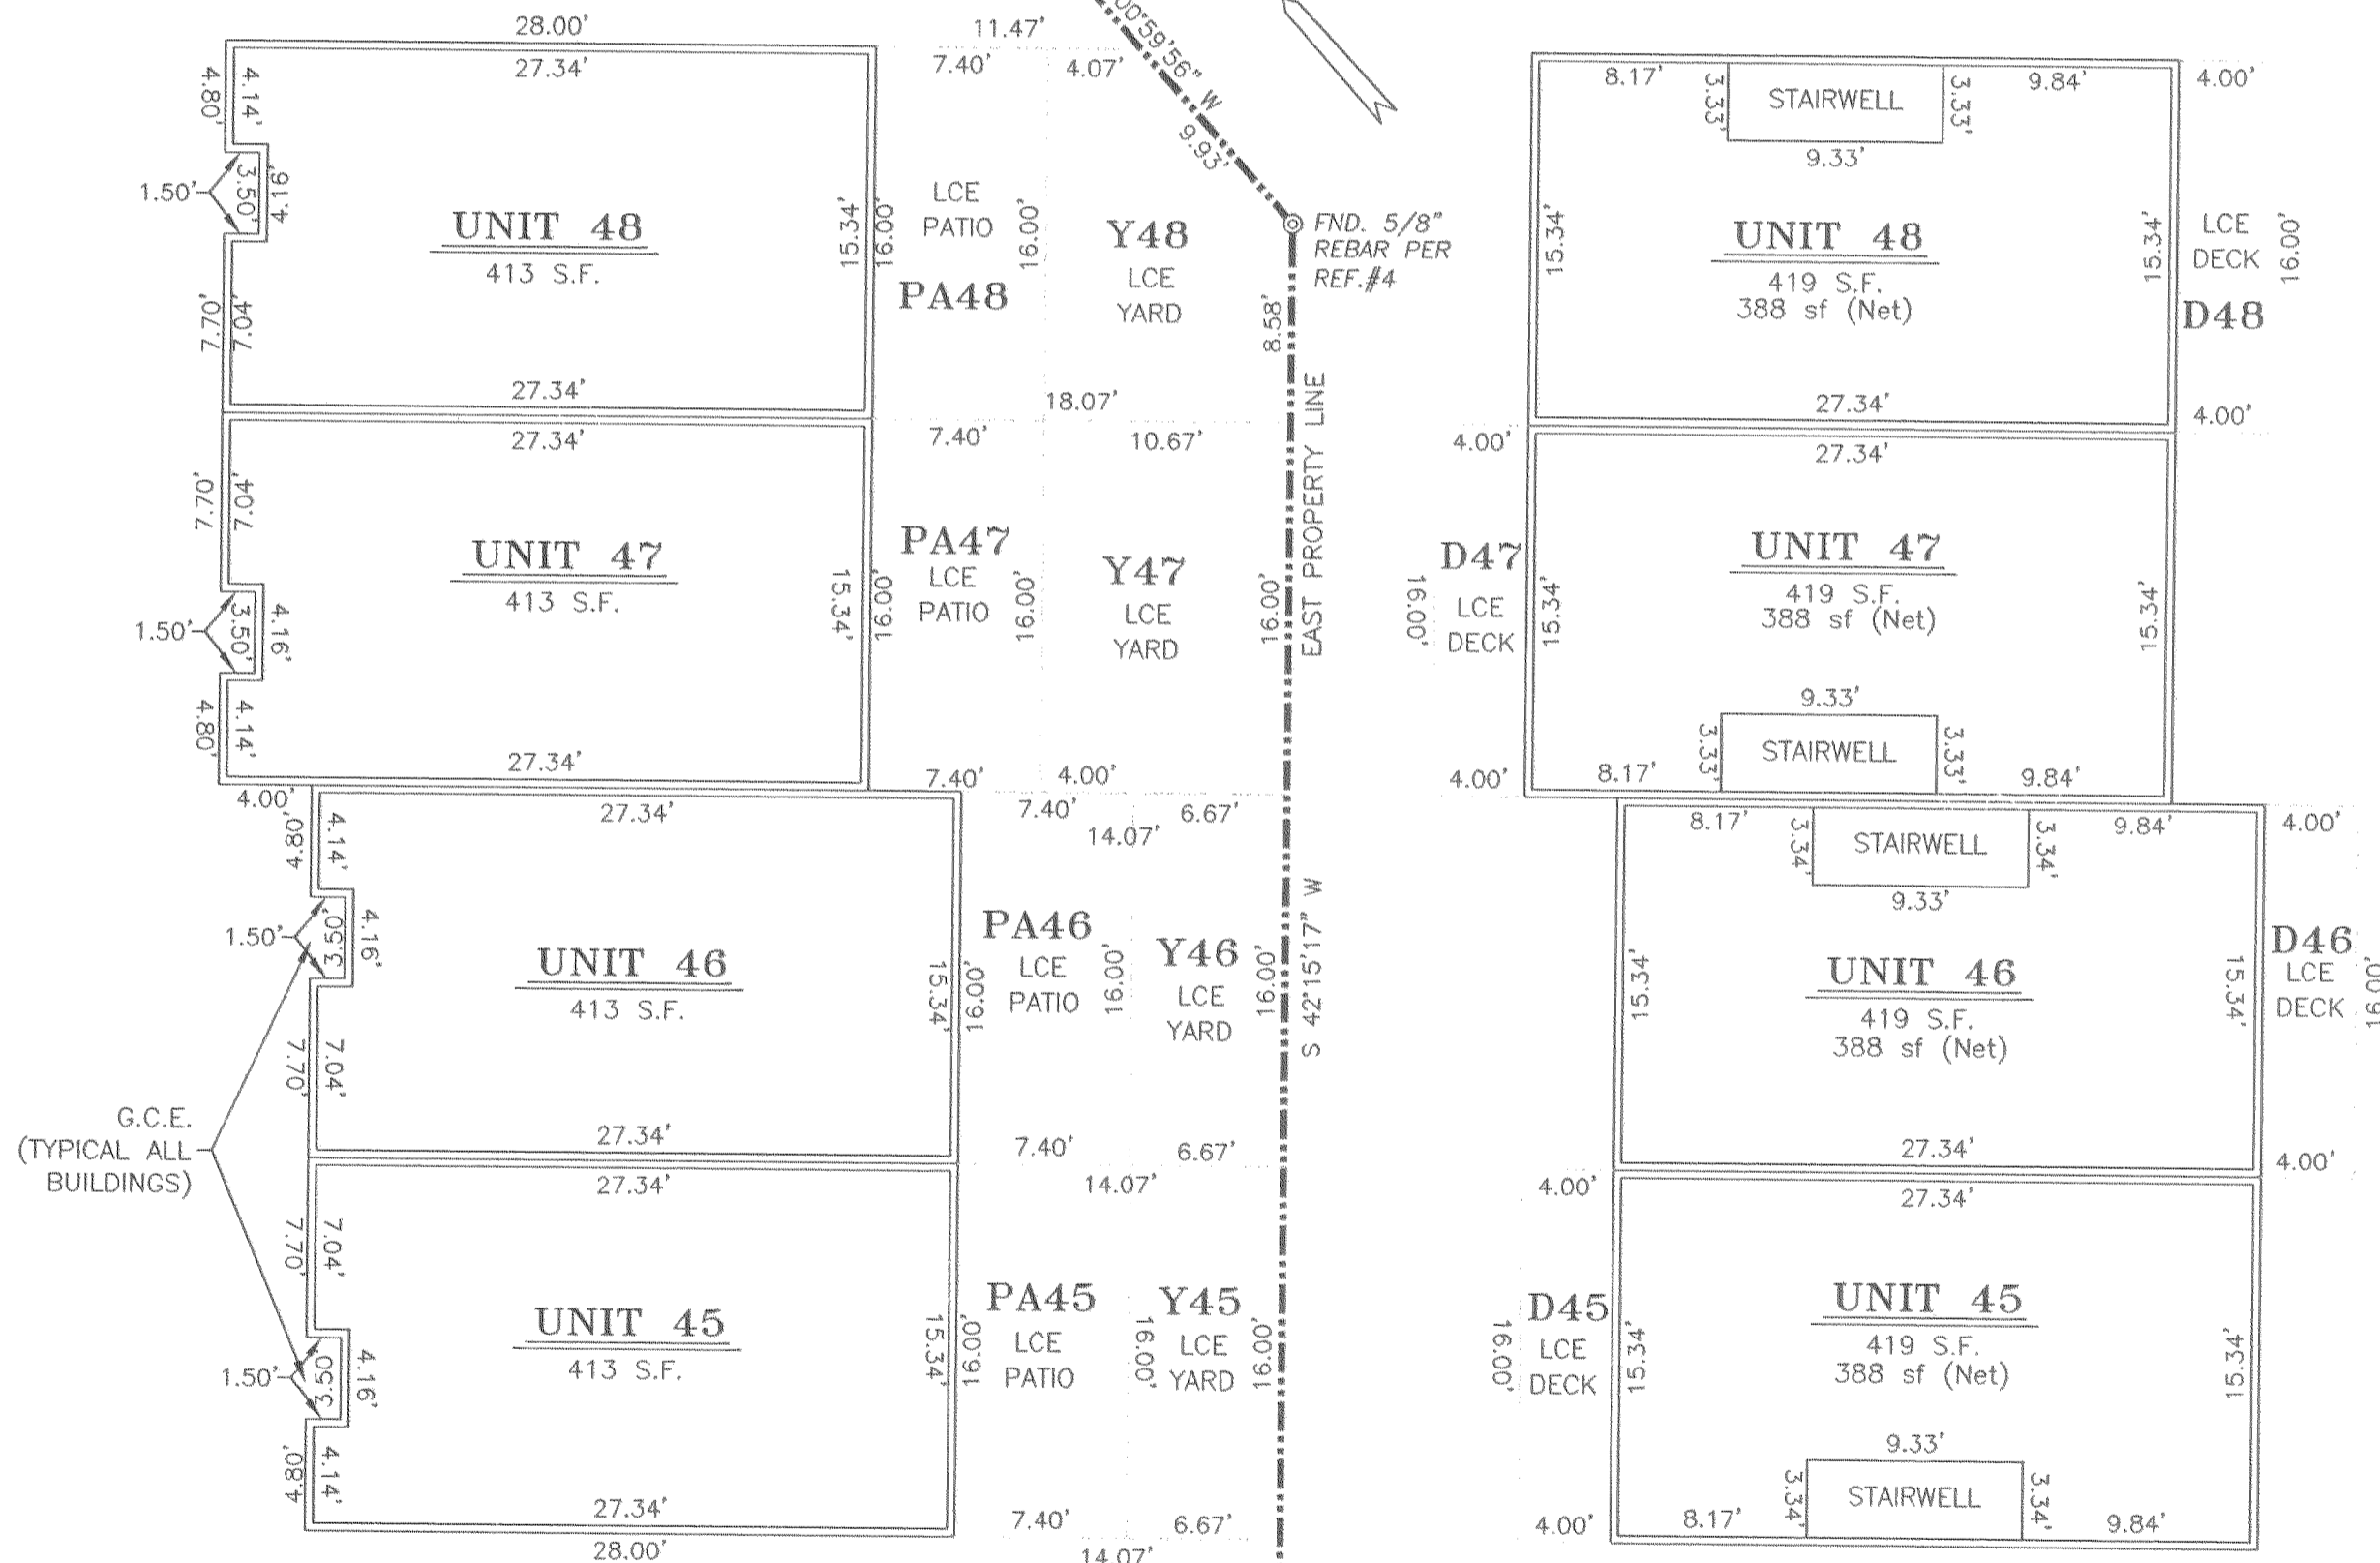 28.00'
27.34'
4.14'
4.80'
3.50'
4.16'
1.50'
UNIT 48
413 S.F.
15.34'
16.00'
7.04'
7.70'
27.34'
11.47'
7.40'
4.07'
LCE
PATIO
PA48
16.00'
Y48
LCE
YARD
18.07'
00°59'56" W
9.93'
FND. 5/8"
REBAR PER
REF.#4
8.58'
EAST PROPERTY LINE
S 42°15'17" W
27.34'
7.04'
7.70'
UNIT 47
413 S.F.
15.34'
16.00'
1.50'
3.50'
4.16'
4.14'
4.80'
27.34'
7.40'
10.67'
PA47
LCE
PATIO
16.00'
Y47
LCE
YARD
16.00'
7.40'
4.00'
4.00'
27.34'
4.80'
4.14'
1.50'
3.50'
4.16'
UNIT 46
413 S.F.
15.34'
16.00'
7.70'
7.04'
27.34'
7.40'
6.67'
14.07'
PA46
LCE
PATIO
16.00'
Y46
LCE
YARD
16.00'
7.40'
6.67'
14.07'
G.C.E.
(TYPICAL ALL
BUILDINGS)
27.34'
7.70'
7.04'
UNIT 45
413 S.F.
15.34'
16.00'
1.50'
3.50'
4.16'
4.80'
4.14'
27.34'
28.00'
PA45
LCE
PATIO
16.00'
Y45
LCE
YARD
16.00'
7.40'
6.67'
14.07'
8.17'
3.33'
STAIRWELL
3.33'
9.84'
9.33'
4.00'
15.34'
UNIT 48
419 S.F.
388 sf (Net)
15.34'
LCE
DECK
D48
16.00'
27.34'
4.00'
4.00'
27.34'
D47
LCE
DECK
16.00'
15.34'
UNIT 47
419 S.F.
388 sf (Net)
15.34'
9.33'
3.33'
STAIRWELL
3.33'
4.00'
8.17'
9.84'
8.17'
3.34'
STAIRWELL
3.34'
9.84'
9.33'
4.00'
15.34'
UNIT 46
419 S.F.
388 sf (Net)
15.34'
D46
LCE
DECK
16.00'
27.34'
4.00'
4.00'
27.34'
D45
LCE
DECK
16.00'
15.34'
UNIT 45
419 S.F.
388 sf (Net)
15.34'
9.33'
3.34'
STAIRWELL
3.34'
4.00'
8.17'
9.84'